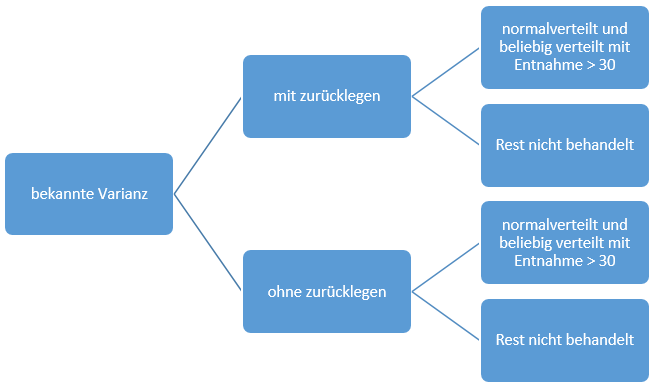 bekannte Varianz
mit zurücklegen
normalverteilt und
beliebig verteilt mit
Entnahme > 30
Rest nicht behandelt
ohne zurücklegen
normalverteilt und
beliebig verteilt mit
Entnahme > 30
Rest nicht behandelt